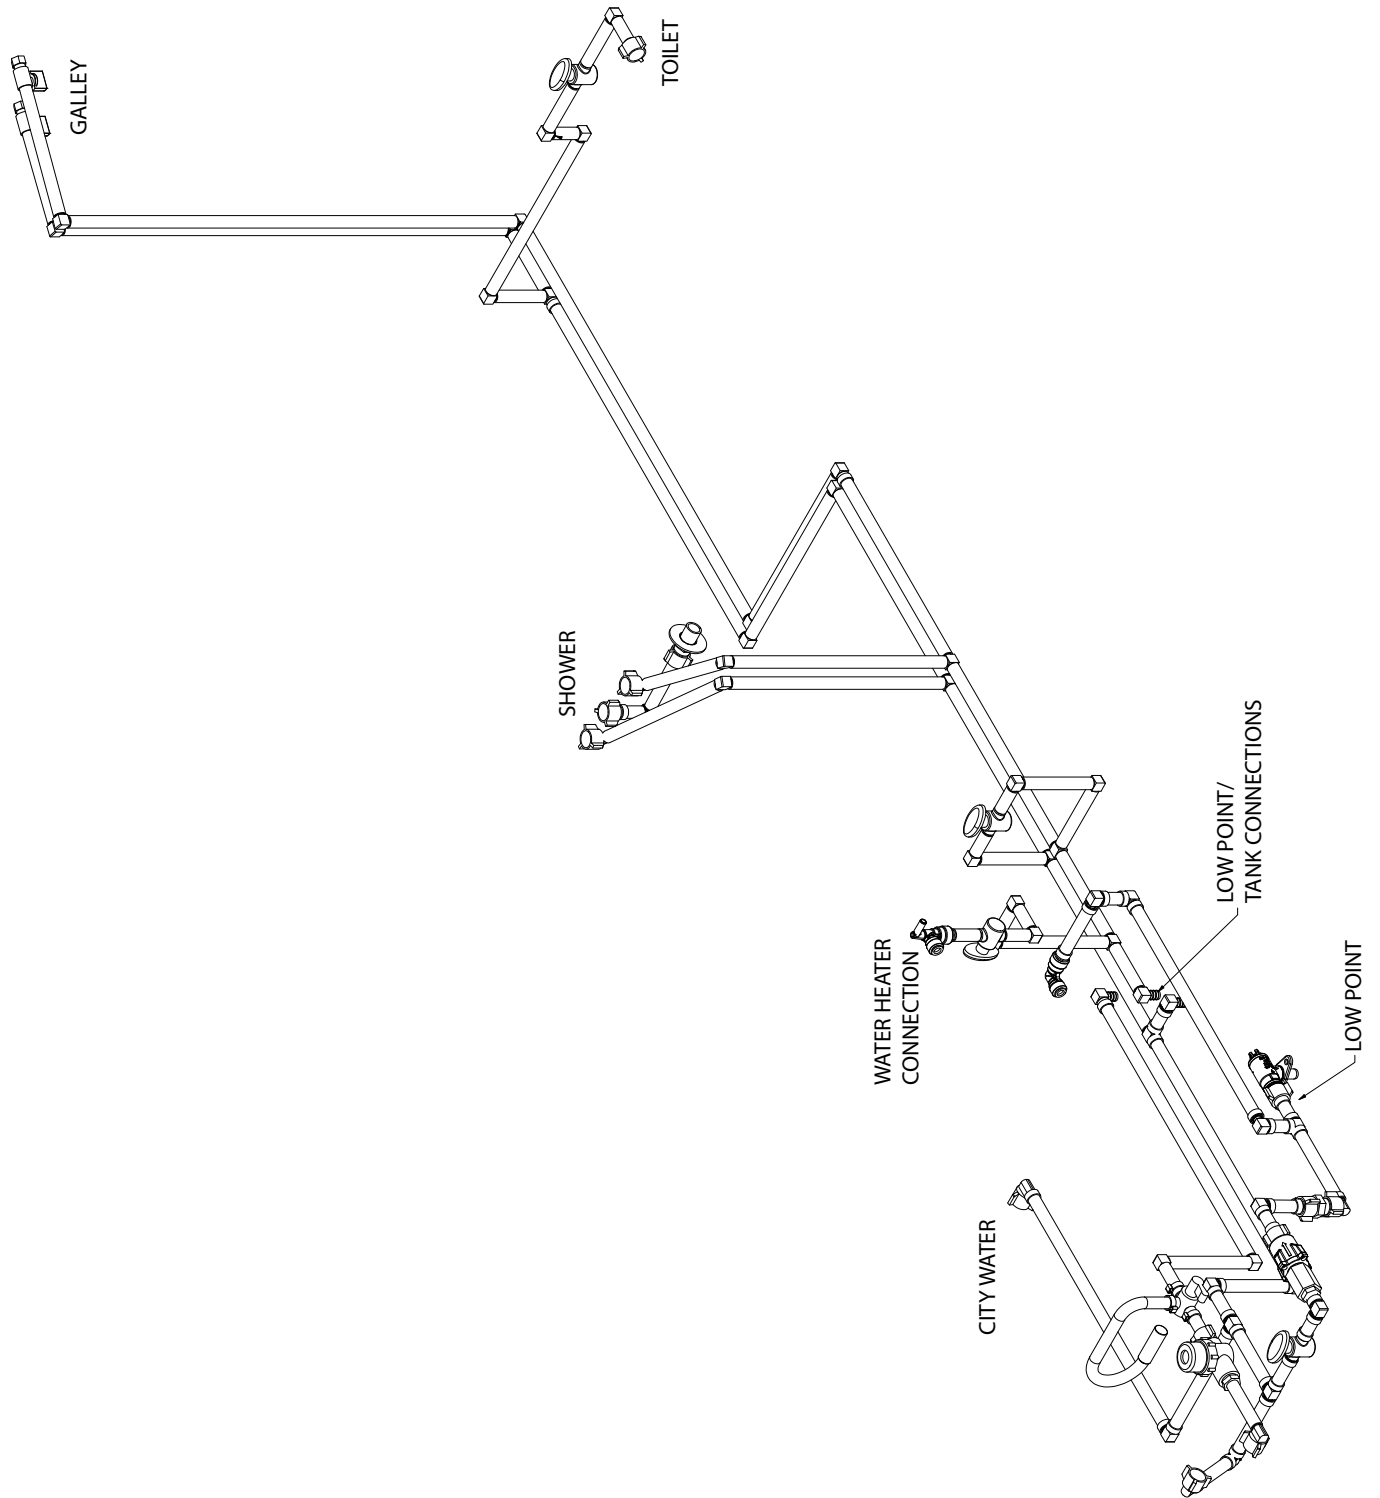 GALLEY
TOILET
SHOWER
LOW POINT/
TANK CONNECTIONS
WATER HEATER
CONNECTION
LOW POINT
CITY WATER